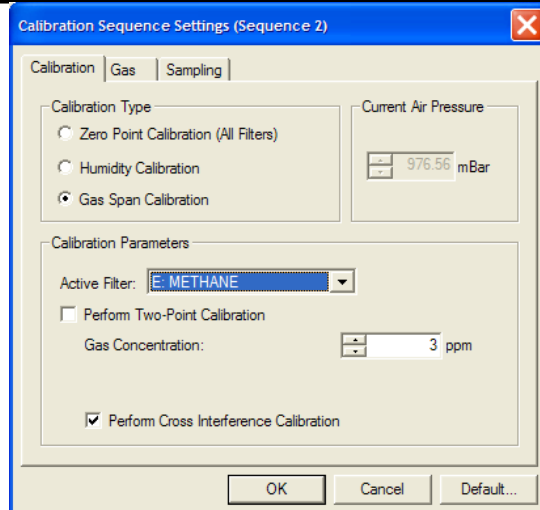 Calibration Sequence Settings (Sequence 2)
Calibration Gas Sampling
Calibration Type
Zero Point Calibration (All Filters)
Humidity Calibration
Gas Span Calibration
Current Air Pressure
976.56 mBar
Calibration Parameters
Active Filter: E: METHANE
Perform Two-Point Calibration
Gas Concentration: 3 ppm
Perform Cross Interference Calibration
OK Cancel Default...